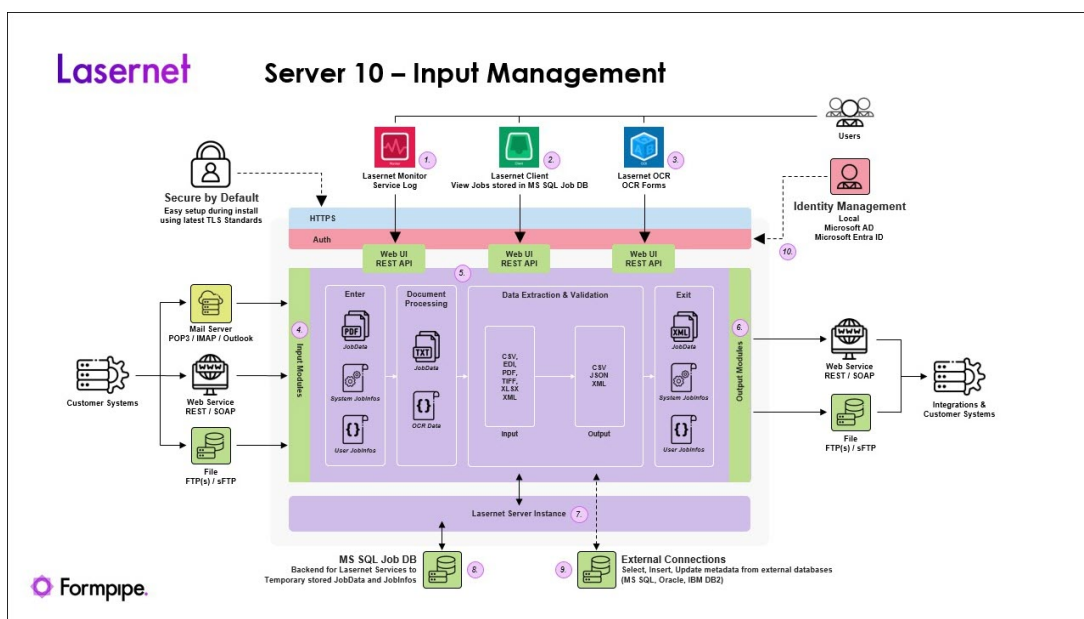 Lasernet
Server 10 – Input Management
Users
1.
2.
3.
Lasernet Monitor
Service Log
Lasernet Client
View Jobs stored in MS SQL Job DB
Lasernet OCR
OCR Forms
Secure by Default
Easy setup during install
using latest TLS Standards
Identity Management
Local
Microsoft AD
Microsoft Entra ID
HTTPS
Auth
10.
Web UI
REST API
Web UI
REST API
Web UI
REST API
5.
4.
Input Modules
Enter
PDF
JobData
System JobInfos
{}
User JobInfos
Document
Processing
TXT
JobData
{}
OCR Data
Data Extraction & Validation
CSV,
EDI,
PDF,
TIFF,
XLSX
XML
Input
CSV
JSON
XML
Output
Exit
XML
JobData
System JobInfos
{}
User JobInfos
6.
Output Modules
Mail Server
POP3 / IMAP / Outlook
Customer Systems
WWW
Web Service
REST / SOAP
File
FTP(s) / sFTP
WWW
Web Service
REST / SOAP
File
FTP(s) / sFTP
Integrations &
Customer Systems
Lasernet Server Instance
7.
MS SQL Job DB
Backend for Lasernet Services to
Temporary stored JobData and JobInfos
8.
9.
External Connections
Select, Insert, Update metadata from external databases
(MS SQL, Oracle, IBM DB2)
Formpipe.